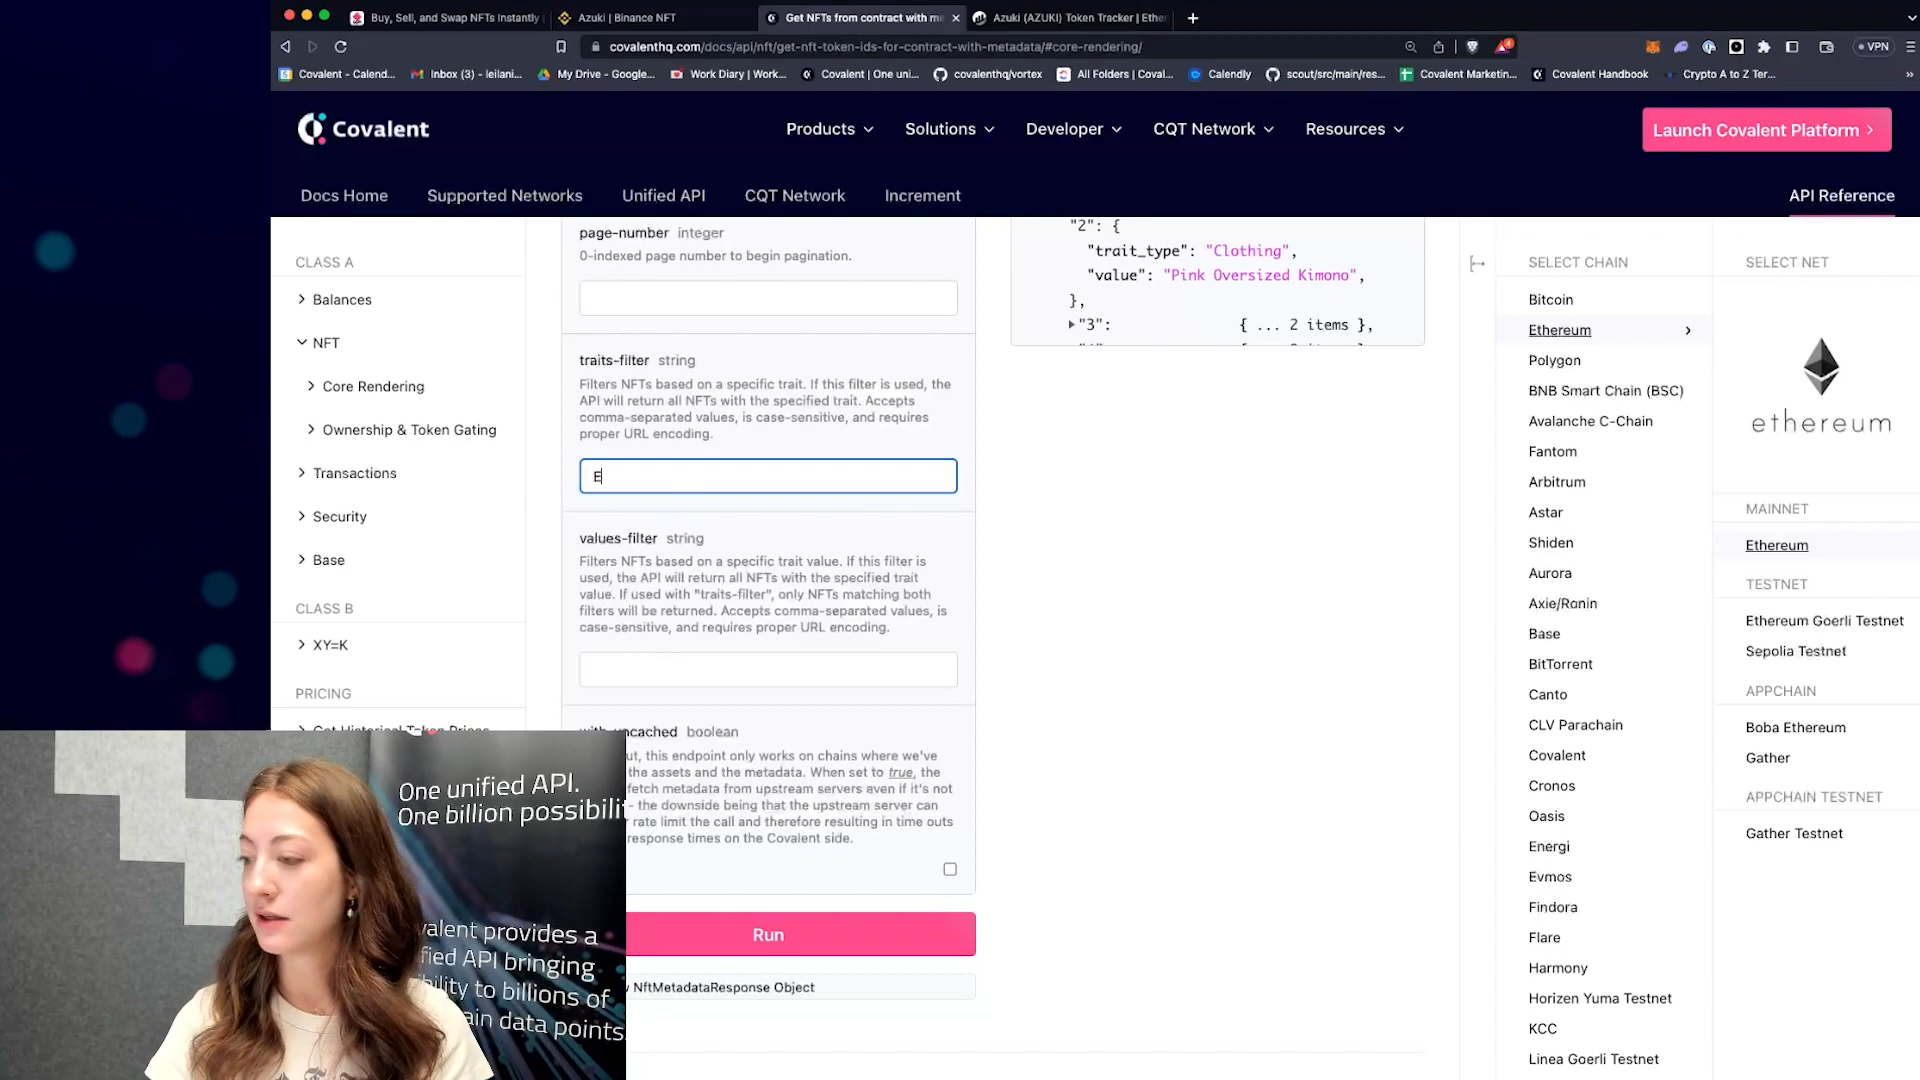 Buy, Sell, and Swap NFTs Instantly
Azuki | Binance NFT
Get NFTs from contract with me
Azuki (AZUKI) Token Tracker | Ethe
covalenthq.com/docs/api/nft/get-nft-token-ids-for-contract-with-metadata/#core-rendering/
VPN
Covalent - Calend...
Inbox (3) - leilani...
My Drive - Google...
Work Diary | Work...
Covalent | One uni...
covalenthq/vortex
All Folders | Coval...
Calendly
scout/src/main/res...
Covalent Marketin...
Covalent Handbook
Crypto A to Z Ter...
Covalent
Products
Solutions
Developer
CQT Network
Resources
Launch Covalent Platform
Docs Home
Supported Networks
Unified API
CQT Network
Increment
API Reference
CLASS A
Balances
NFT
Core Rendering
Ownership & Token Gating
Transactions
Security
Base
CLASS B
XY=K
PRICING
Get Historical Token Prices
page-number integer
0-indexed page number to begin pagination.
traits-filter string
Filters NFTs based on a specific trait. If this filter is used, the
API will return all NFTs with the specified trait. Accepts
comma-separated values, is case-sensitive, and requires
proper URL encoding.
E
values-filter string
Filters NFTs based on a specific trait value. If this filter is
used, the API will return all NFTs with the specified trait
value. If used with "traits-filter", only NFTs matching both
filters will be returned. Accepts comma-separated values, is
case-sensitive, and requires proper URL encoding.
with-uncached boolean
ut, this endpoint only works on chains where we've
the assets and the metadata. When set to true, the
fetch metadata from upstream servers even if it's not
- the downside being that the upstream server can
rate limit the call and therefore resulting in time outs
response times on the Covalent side.
Run
NftMetadataResponse Object
"2": {
"trait_type": "Clothing",
"value": "Pink Oversized Kimono",
},
"3": { ... 2 items },
SELECT CHAIN
Bitcoin
Ethereum
Polygon
BNB Smart Chain (BSC)
Avalanche C-Chain
Fantom
Arbitrum
Astar
Shiden
Aurora
Axie/Ronin
Base
BitTorrent
Canto
CLV Parachain
Covalent
Cronos
Oasis
Energi
Evmos
Findora
Flare
Harmony
Horizen Yuma Testnet
KCC
Linea Goerli Testnet
SELECT NET
ethereum
MAINNET
Ethereum
TESTNET
Ethereum Goerli Testnet
Sepolia Testnet
APPCHAIN
Boba Ethereum
Gather
APPCHAIN TESTNET
Gather Testnet
One unified API.
One billion possibilit
valent provides a
fied API bringing
bility to billions of
ain data points.